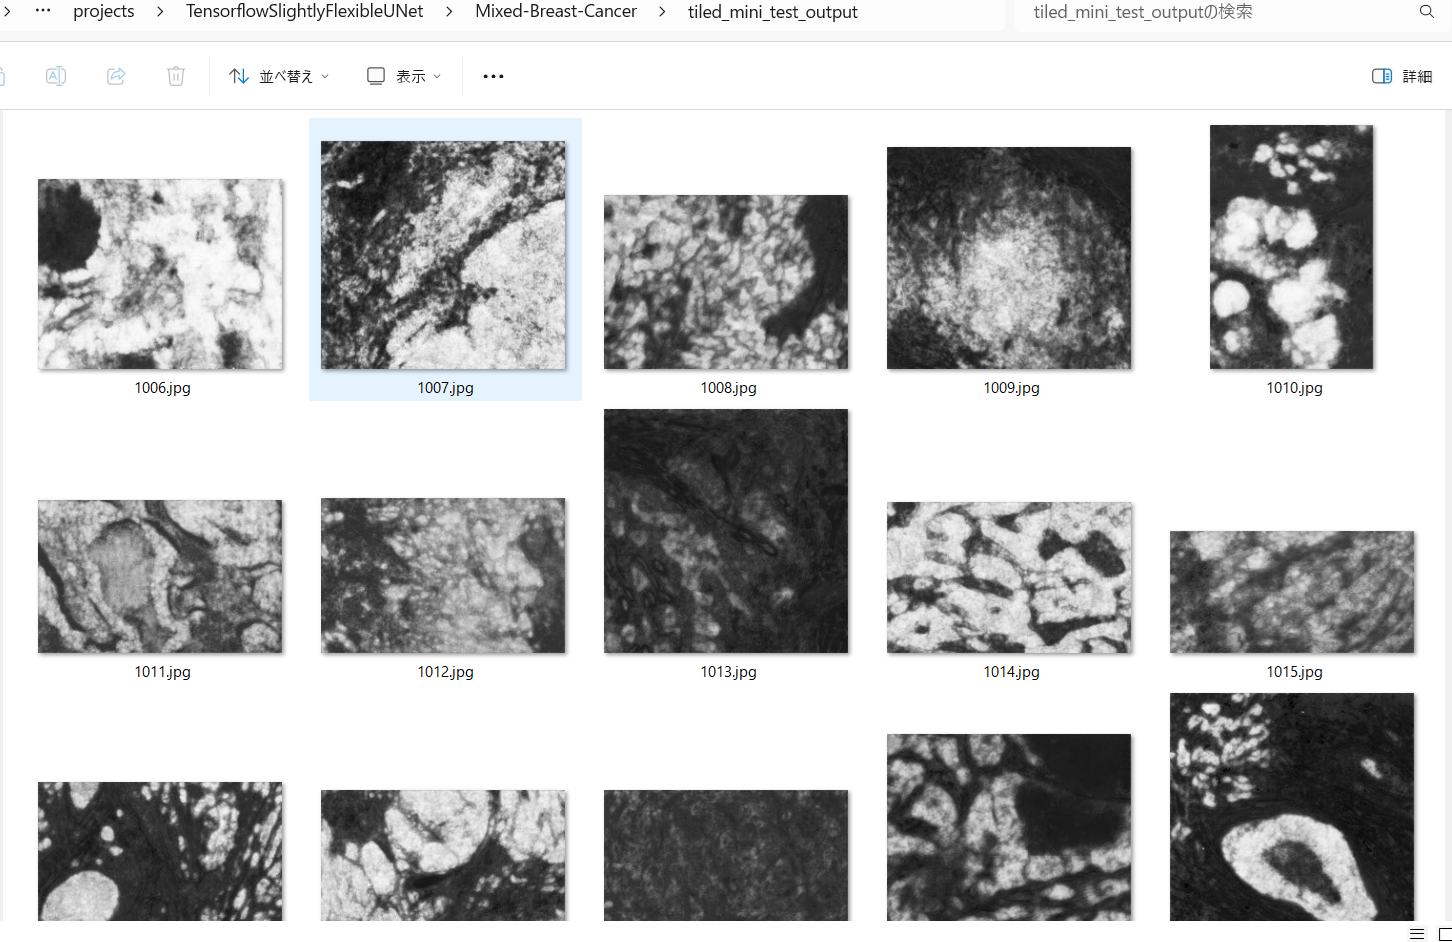 ··· projects > TensorflowSlightlyFlexibleUNet > Mixed-Breast-Cancer > tiled_mini_test_output
tiled_mini_test_outputの検索
並べ替え 表示 ··· 詳細
1006.jpg 1007.jpg 1008.jpg 1009.jpg 1010.jpg
1011.jpg 1012.jpg 1013.jpg 1014.jpg 1015.jpg